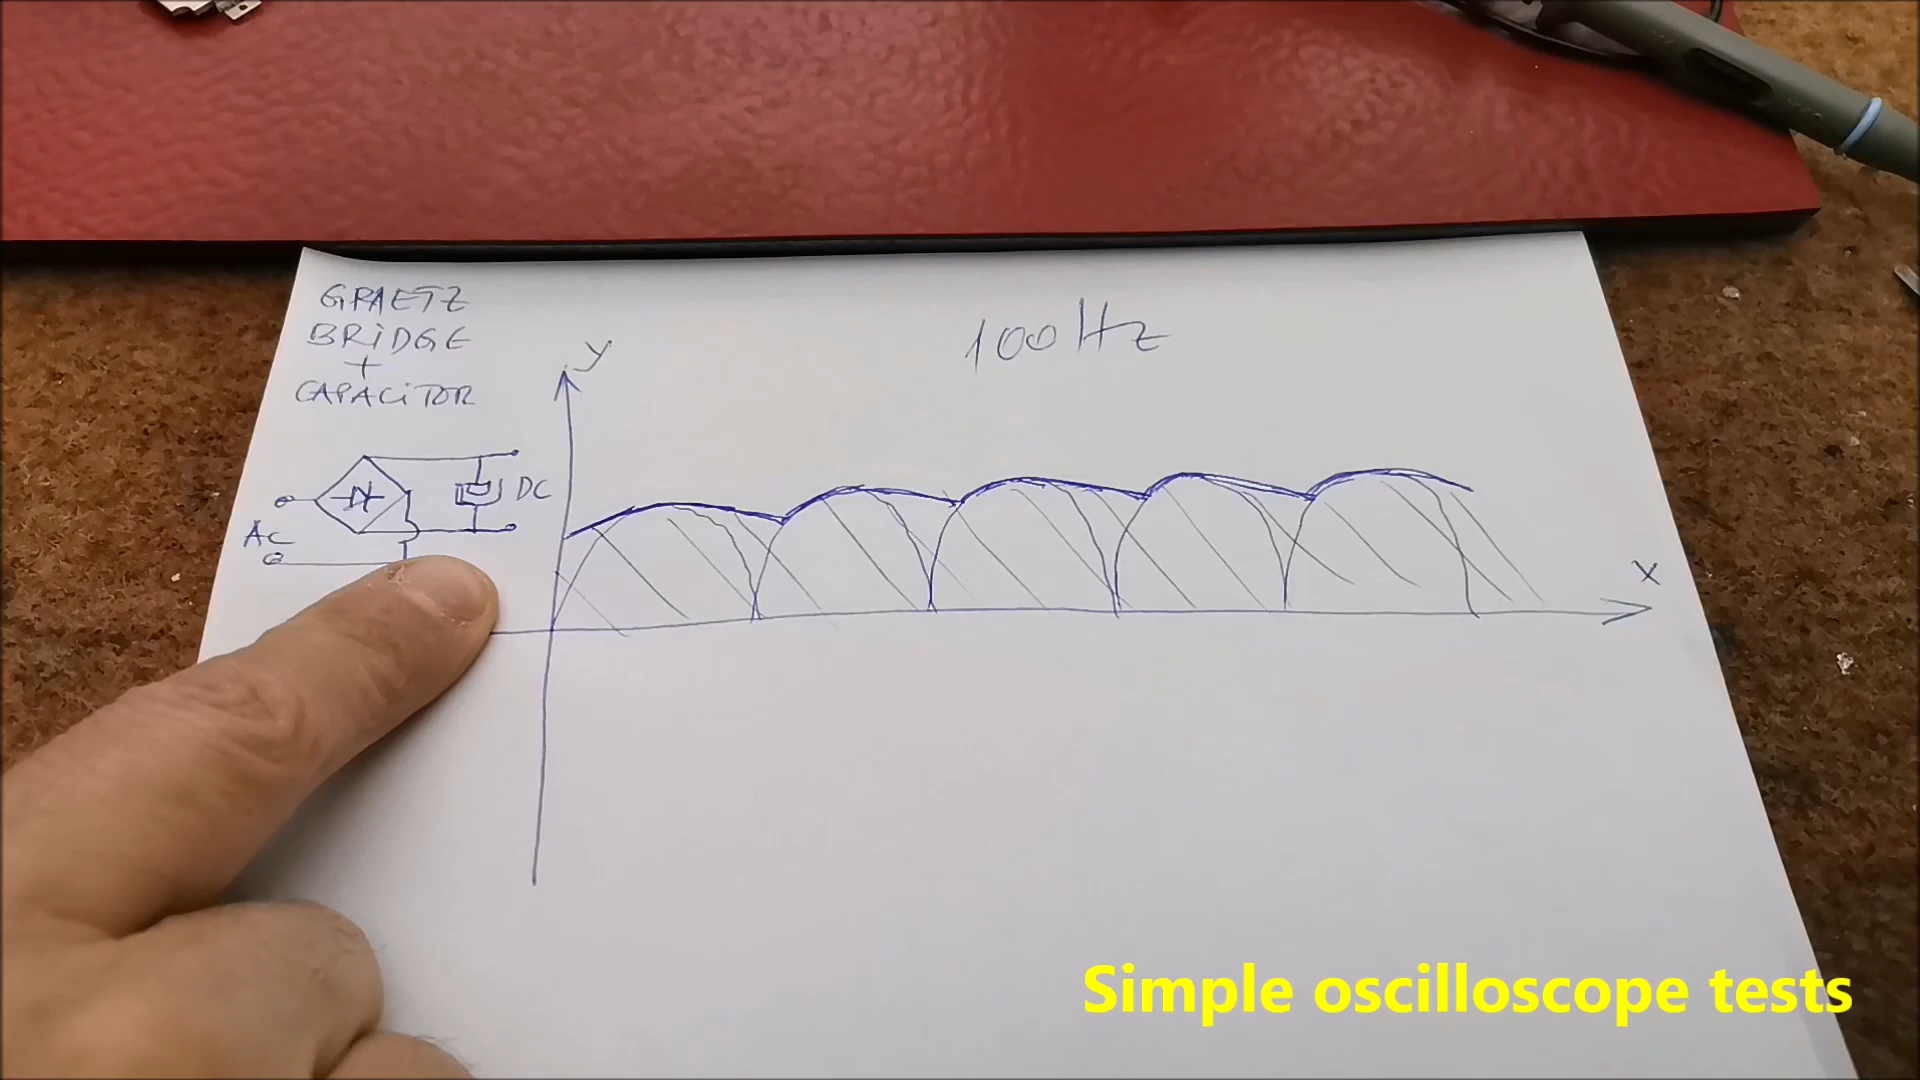 GRAETZ
BRiDGE
+
CAPACiTOR
100Hz
y
DC
AC
x
Simple oscilloscope tests